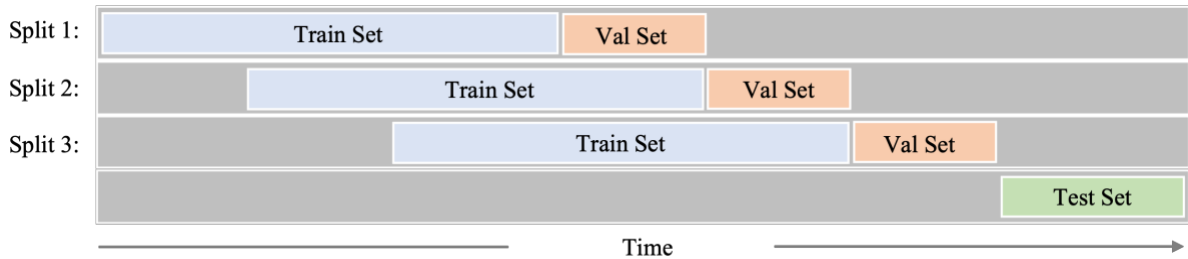 Split 1: Train Set Val Set
Split 2: Train Set Val Set
Split 3: Train Set Val Set
Test Set
Time